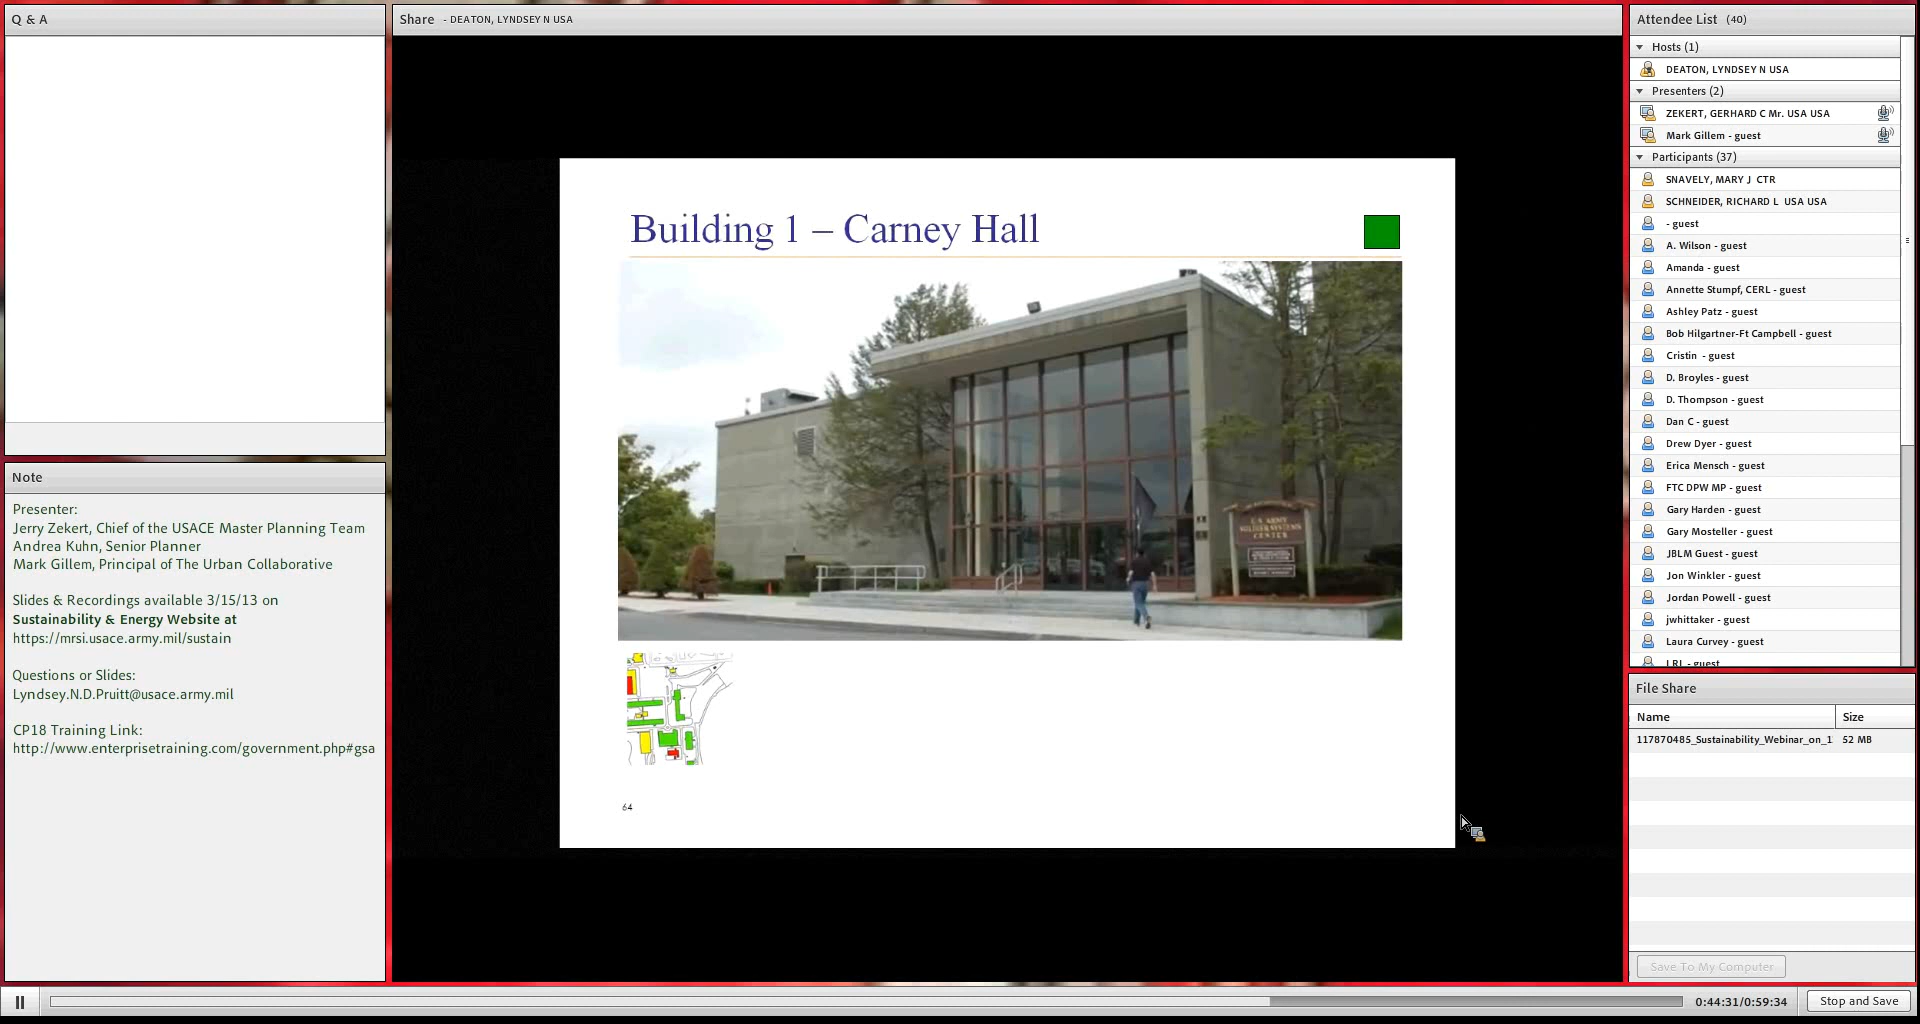 Q & A
Share - DEATON, LYNDSEY N USA
Attendee List (40)
Hosts (1)
DEATON, LYNDSEY N USA
Presenters (2)
ZEKERT, GERHARD C Mr. USA USA
Mark Gillem - guest
Participants (37)
SNAVELY, MARY J CTR
SCHNEIDER, RICHARD L USA USA
- guest
A. Wilson - guest
Amanda - guest
Annette Stumpf, CERL - guest
Ashley Patz - guest
Bob Hilgartner-Ft Campbell - guest
Cristin - guest
D. Broyles - guest
D. Thompson - guest
Dan C - guest
Drew Dyer - guest
Erica Mensch - guest
FTC DPW MP - guest
Gary Harden - guest
Gary Mosteller - guest
JBLM Guest - guest
Jon Winkler - guest
Jordan Powell - guest
jwhittaker - guest
Laura Curvey - guest
LRL - guest
Building 1 – Carney Hall
U.S. ARMY
SOLDIER SYSTEMS
CENTER
64
Note
Presenter:
Jerry Zekert, Chief of the USACE Master Planning Team
Andrea Kuhn, Senior Planner
Mark Gillem, Principal of The Urban Collaborative
Slides & Recordings available 3/15/13 on
Sustainability & Energy Website at
https://mrsi.usace.army.mil/sustain
Questions or Slides:
Lyndsey.N.D.Pruitt@usace.army.mil
CP18 Training Link:
http://www.enterprisetraining.com/government.php#gsa
File Share
Name Size
117870485_Sustainability_Webinar_on_1 52 MB
Save To My Computer
0:44:31/0:59:34
Stop and Save